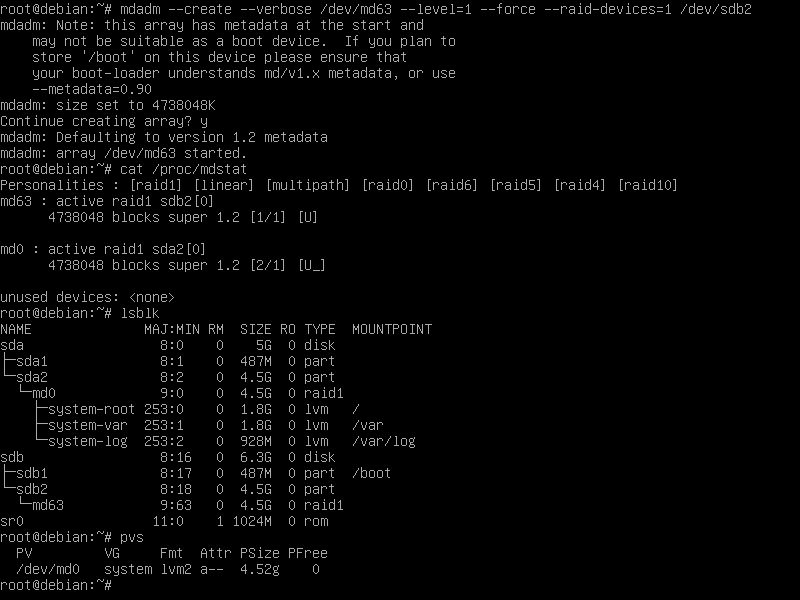 root@debian:~# mdadm --create --verbose /dev/md63 --level=1 --force --raid-devices=1 /dev/sdb2
mdadm: Note: this array has metadata at the start and
    may not be suitable as a boot device.  If you plan to
    store '/boot' on this device please ensure that
    your boot-loader understands md/v1.x metadata, or use
    --metadata=0.90
mdadm: size set to 4738048K
Continue creating array? y
mdadm: Defaulting to version 1.2 metadata
mdadm: array /dev/md63 started.
root@debian:~# cat /proc/mdstat
Personalities : [raid1] [linear] [multipath] [raid0] [raid6] [raid5] [raid4] [raid10]
md63 : active raid1 sdb2[0]
      4738048 blocks super 1.2 [1/1] [U]

md0 : active raid1 sda2[0]
      4738048 blocks super 1.2 [2/1] [U_]

unused devices: <none>
root@debian:~# lsblk
NAME              MAJ:MIN RM  SIZE RO TYPE  MOUNTPOINT
sda                 8:0    0    5G  0 disk
├─sda1              8:1    0  487M  0 part
└─sda2              8:2    0  4.5G  0 part
  └─md0             9:0    0  4.5G  0 raid1
    ├─system-root 253:0    0  1.8G  0 lvm   /
    ├─system-var  253:1    0  1.8G  0 lvm   /var
    └─system-log  253:2    0  928M  0 lvm   /var/log
sdb                 8:16   0  6.3G  0 disk
├─sdb1              8:17   0  487M  0 part  /boot
└─sdb2              8:18   0  4.5G  0 part
  └─md63            9:63   0  4.5G  0 raid1
sr0                11:0    1 1024M  0 rom
root@debian:~# pvs
  PV         VG     Fmt  Attr PSize PFree
  /dev/md0   system lvm2 a--  4.52g    0
root@debian:~#